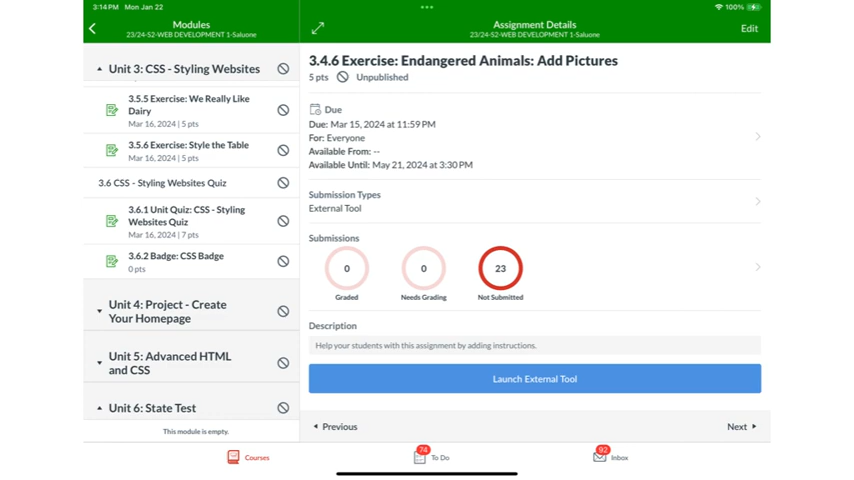 3:14 PM Mon Jan 22
100%
Modules
23/24-S2-WEB DEVELOPMENT 1-Saluone
Assignment Details
23/24-S2-WEB DEVELOPMENT 1-Saluone
Edit
Unit 3: CSS - Styling Websites
3.5.5 Exercise: We Really Like
Dairy
Mar 16, 2024 | 5 pts
3.5.6 Exercise: Style the Table
Mar 16, 2024 | 5 pts
3.6 CSS - Styling Websites Quiz
3.6.1 Unit Quiz: CSS - Styling
Websites Quiz
Mar 16, 2024 | 7 pts
3.6.2 Badge: CSS Badge
0 pts
Unit 4: Project - Create
Your Homepage
Unit 5: Advanced HTML
and CSS
Unit 6: State Test
This module is empty.
3.4.6 Exercise: Endangered Animals: Add Pictures
5 pts Unpublished
Due
Due: Mar 15, 2024 at 11:59 PM
For: Everyone
Available From: --
Available Until: May 21, 2024 at 3:30 PM
Submission Types
External Tool
Submissions
0 0 23
Graded Needs Grading Not Submitted
Description
Help your students with this assignment by adding instructions.
Launch External Tool
Previous Next
Courses
74
To Do
92
Inbox